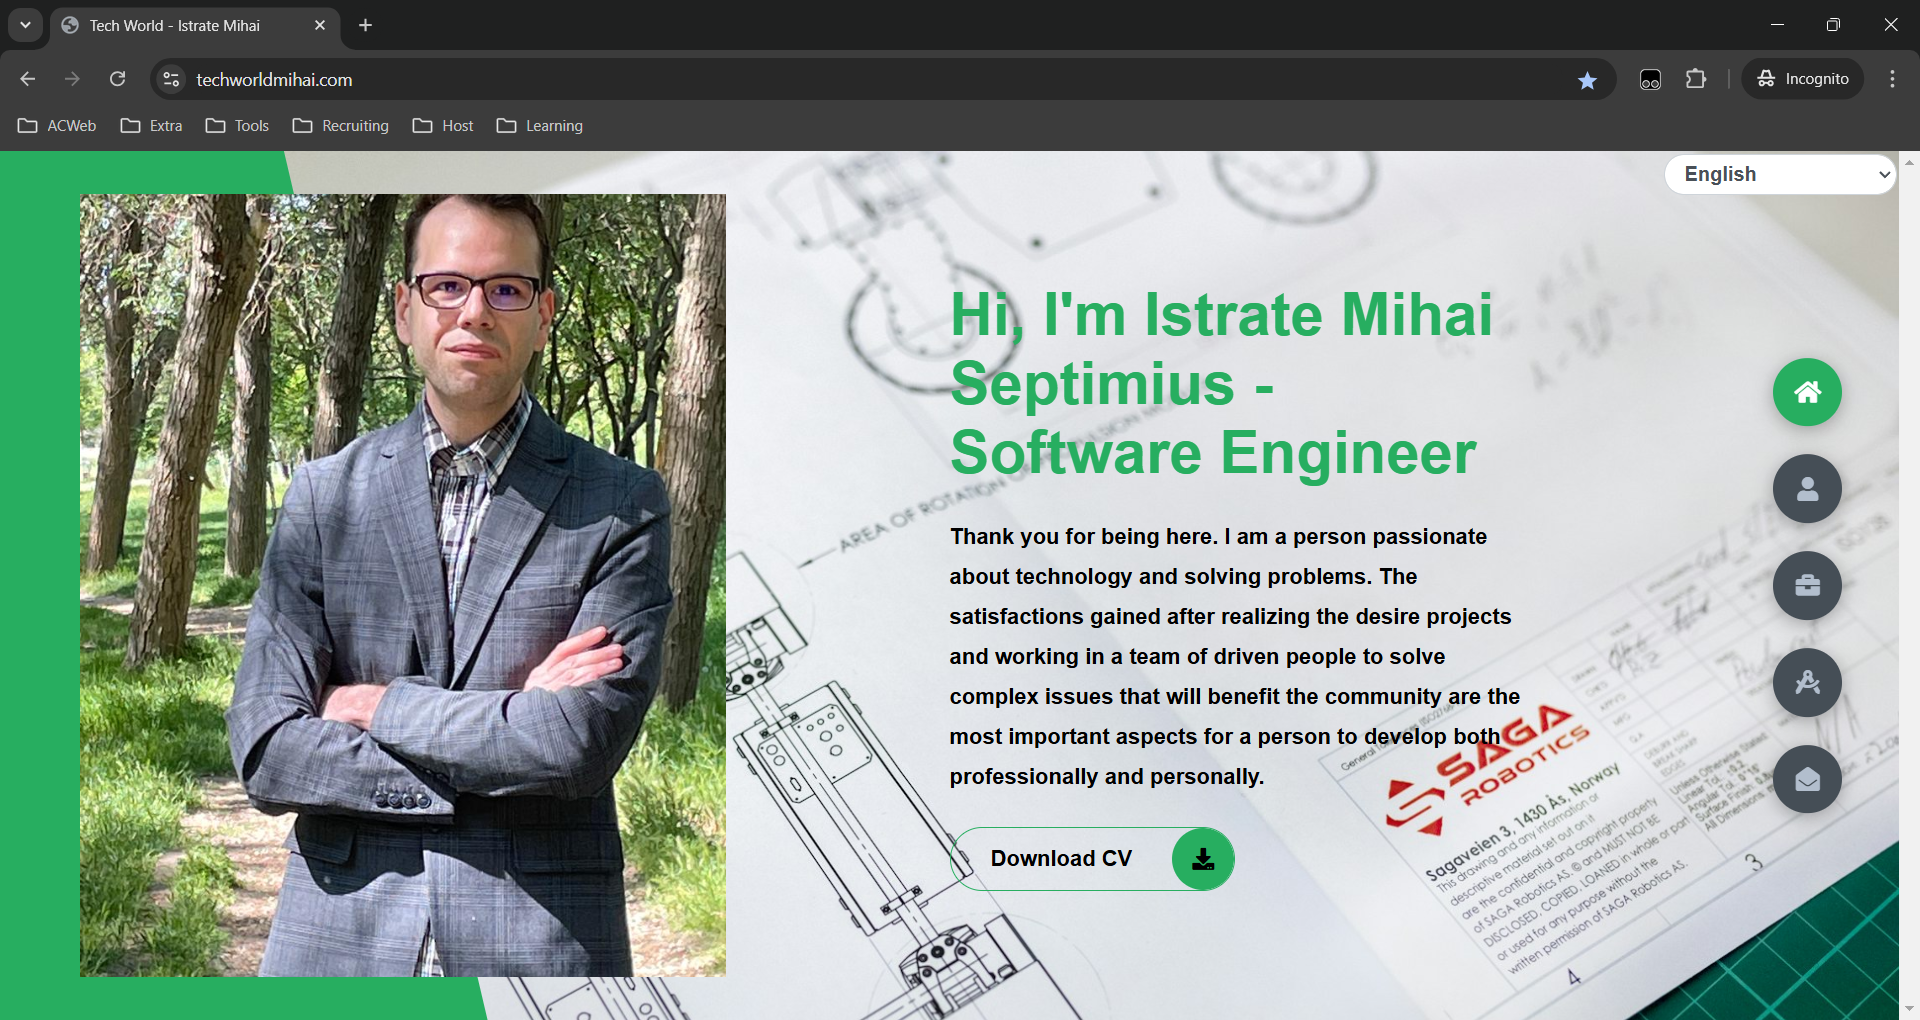 Tech World - Istrate Mihai
techworldmihai.com
Incognito
ACWeb
Extra
Tools
Recruiting
Host
Learning
English
Hi, I'm Istrate Mihai
Septimius -
Software Engineer
Thank you for being here. I am a person passionate
about technology and solving problems. The
satisfactions gained after realizing the desire projects
and working in a team of driven people to solve
complex issues that will benefit the community are the
most important aspects for a person to develop both
professionally and personally.
Download CV
AREA OF ROTATION
SAGA
ROBOTICS
Sagaveien 3, 1430 Ås, Norway
This drawing and any information or
descriptive material set out on it
are the confidential and copyright property
of SAGA Robotics AS. © and MUST NOT BE
DISCLOSED, COPIED, LOANED in whole or part
or used for any purpose without the
written permission of SAGA Robotics AS.
Unless Otherwise Stated:
3
4